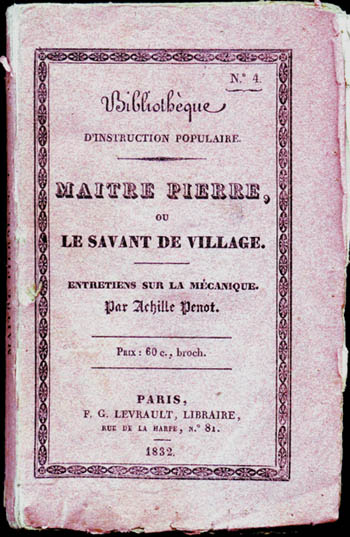 N.° 4.
Bibliothèque
D'INSTRUCTION POPULAIRE.
MAITRE PIERRE,
OU
LE SAVANT DE VILLAGE.
ENTRETIENS SUR LA MÉCANIQUE.
Par Achille Penot.
PRIX : 60 c., broch.
PARIS,
F. G. LEVRAULT, LIBRAIRE,
RUE DE LA HARPE, N.° 81.
1832.